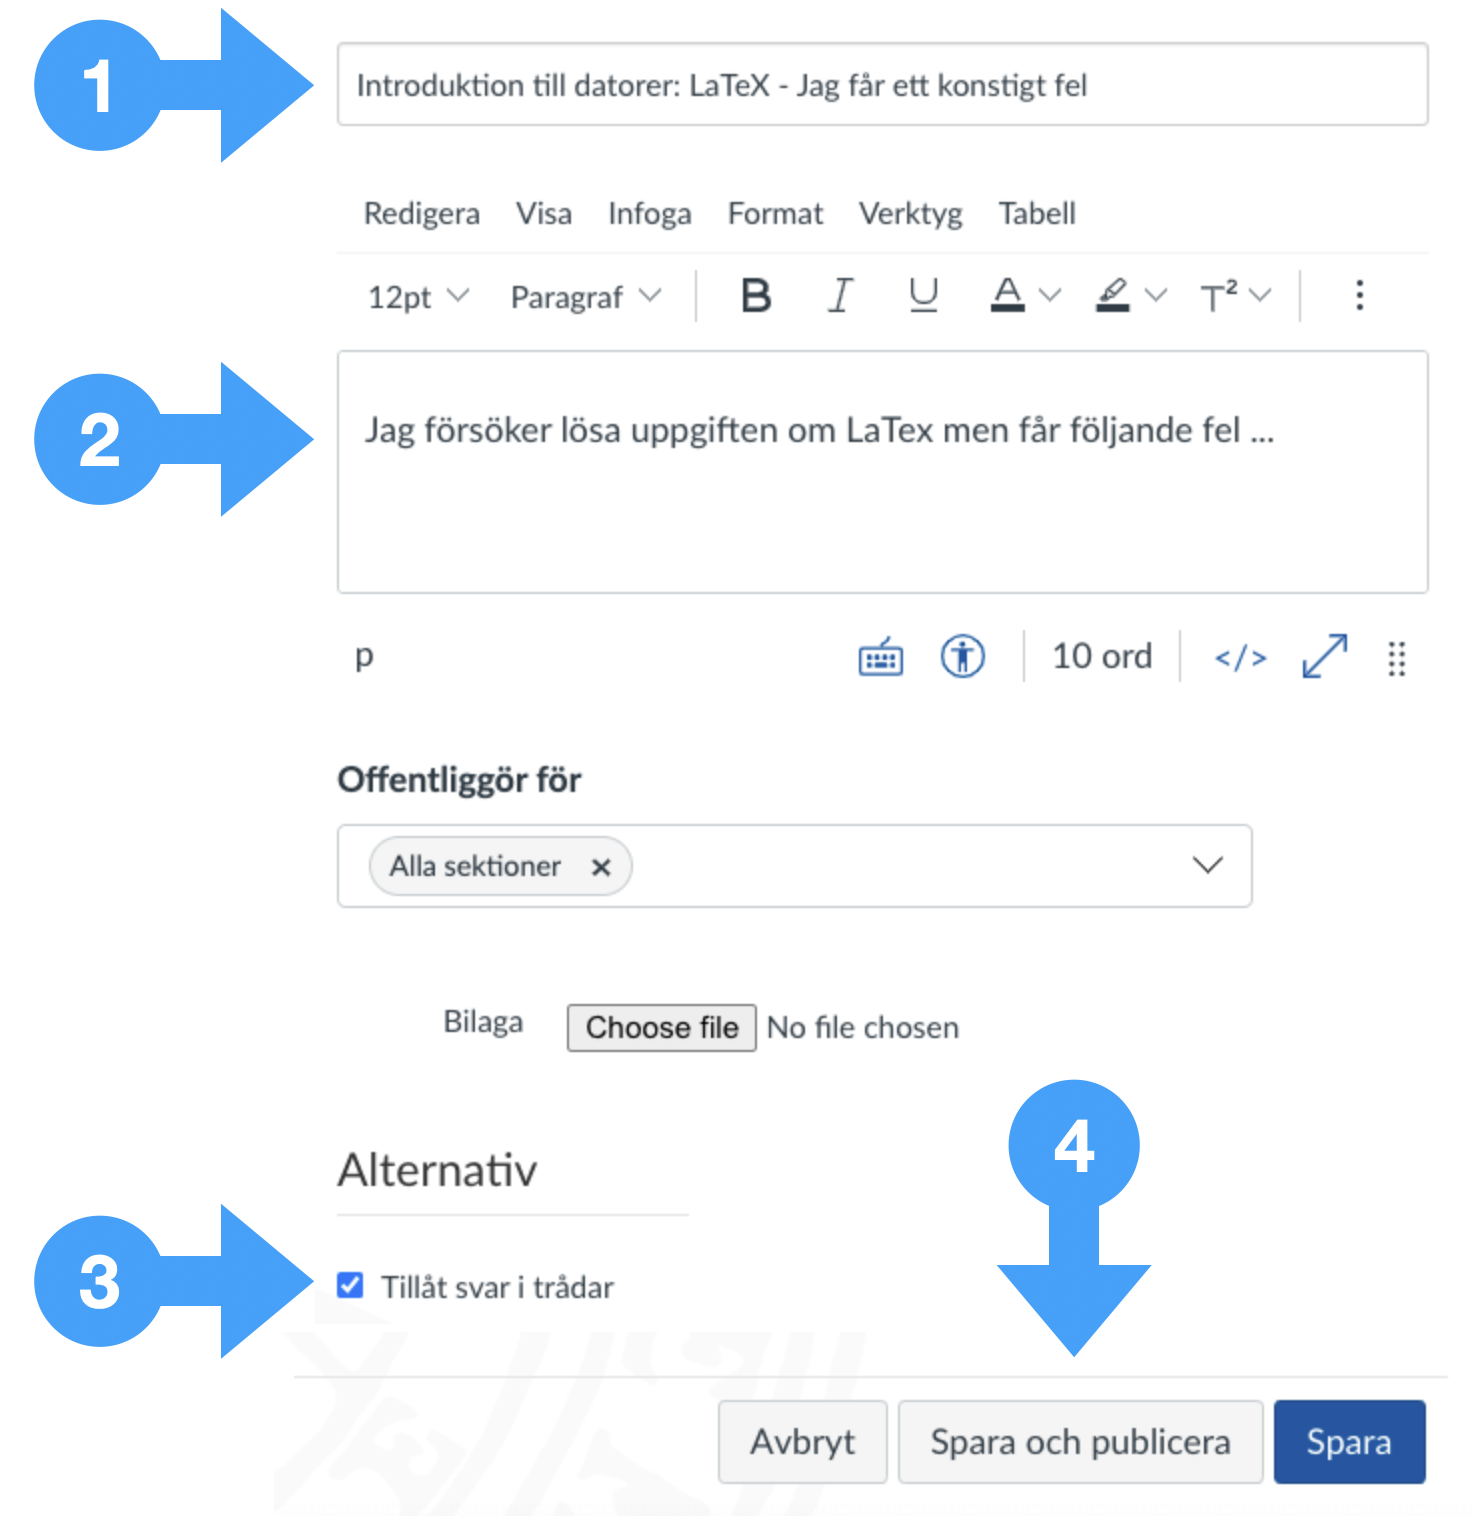 1
Introduktion till datorer: LaTeX - Jag får ett konstigt fel
Redigera Visa Infoga Format Verktyg Tabell
12pt Paragraf B I U A T²
2
Jag försöker lösa uppgiften om LaTex men får följande fel ...
p 10 ord </>
Offentliggör för
Alla sektioner ×
Bilaga Choose file No file chosen
4
Alternativ
3
Tillåt svar i trådar
Avbryt Spara och publicera Spara